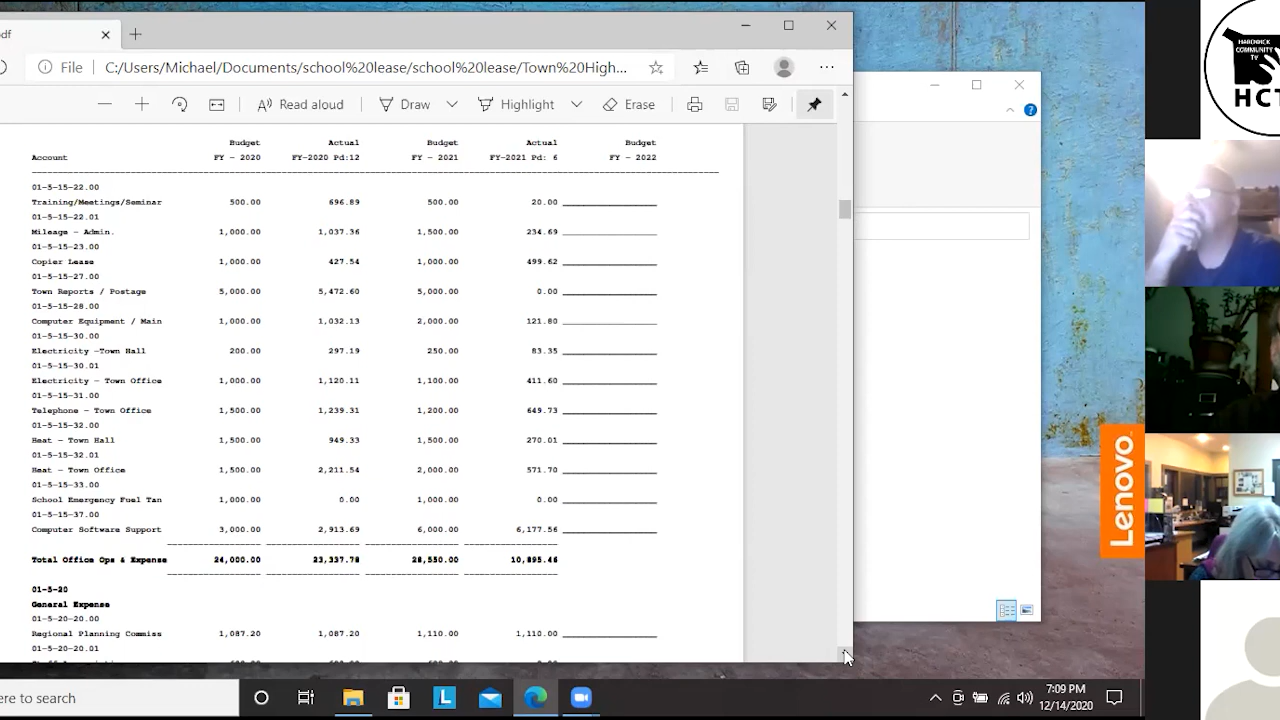 df
File C:/Users/Michael/Documents/school%20lease/school%20lease/Town%20High...
Read aloud Draw Highlight Erase
Budget Actual Budget Actual Budget
Account FY - 2020 FY-2020 Pd:12 FY - 2021 FY-2021 Pd: 6 FY - 2022
01-5-15-22.00
Training/Meetings/Seminar 500.00 696.89 500.00 20.00
01-5-15-22.01
Mileage - Admin. 1,000.00 1,037.36 1,500.00 234.69
01-5-15-23.00
Copier Lease 1,000.00 427.54 1,000.00 499.62
01-5-15-27.00
Town Reports / Postage 5,000.00 5,472.60 5,000.00 0.00
01-5-15-28.00
Computer Equipment / Main 1,000.00 1,032.13 2,000.00 121.80
01-5-15-30.00
Electricity -Town Hall 200.00 297.19 250.00 83.35
01-5-15-30.01
Electricity - Town Office 1,000.00 1,120.11 1,100.00 411.60
01-5-15-31.00
Telephone - Town Office 1,500.00 1,239.31 1,200.00 649.73
01-5-15-32.00
Heat - Town Hall 1,500.00 949.33 1,500.00 270.01
01-5-15-32.01
Heat - Town Office 1,500.00 2,211.54 2,000.00 571.70
01-5-15-33.00
School Emergency Fuel Tan 1,000.00 0.00 1,000.00 0.00
01-5-15-37.00
Computer Software Support 3,000.00 2,913.69 6,000.00 6,177.56
Total Office Ops & Expense 24,000.00 23,337.78 28,550.00 10,895.46
01-5-20
General Expense
01-5-20-20.00
Regional Planning Commiss 1,087.20 1,087.20 1,110.00 1,110.00
01-5-20-20.01
Lenovo
HARDWICK
COMMUNITY
TV
HCT
ere to search
L
7:09 PM
12/14/2020